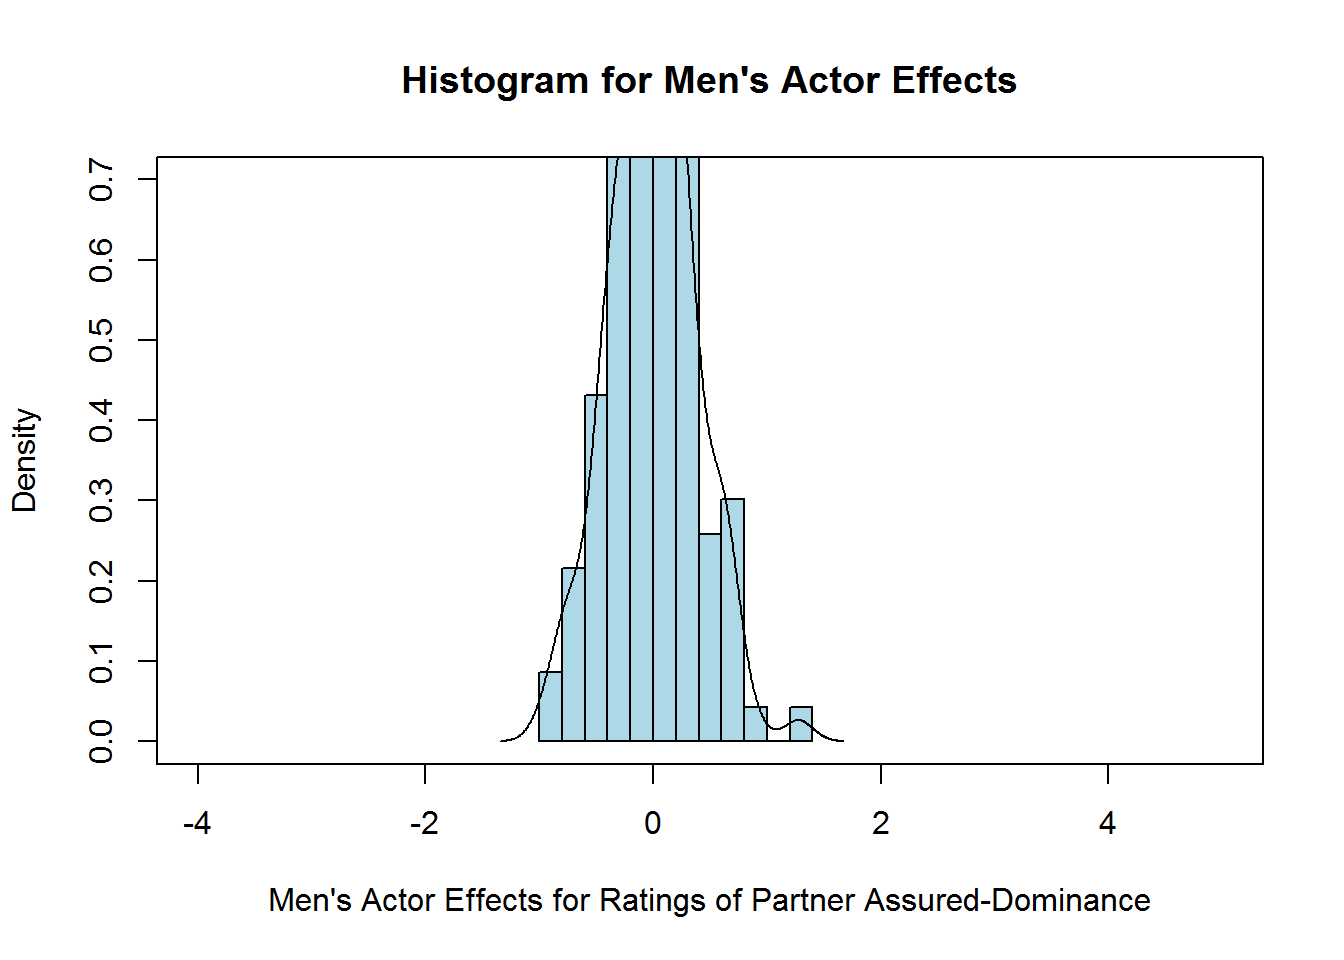 Histogram for Men's Actor Effects
0.7
0.6
0.5
0.4
0.3
0.2
0.1
0.0
Density
-4 -2 0 2 4
Men's Actor Effects for Ratings of Partner Assured-Dominance